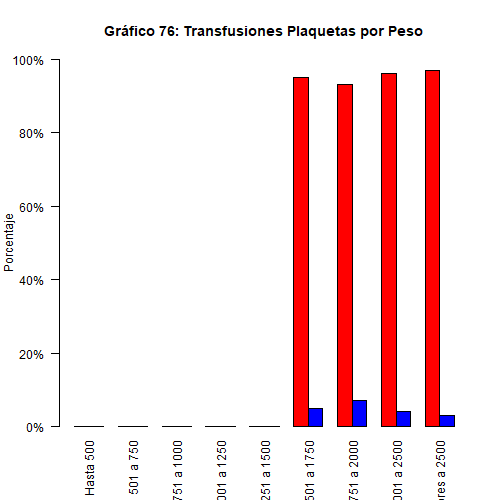 Gráfico 76: Transfusiones Plaquetas por Peso
100%
80%
60%
40%
20%
0%
Porcentaje
Hasta 500
501 a 750
751 a 1000
001 a 1250
251 a 1500
501 a 1750
751 a 2000
001 a 2500
ores a 2500